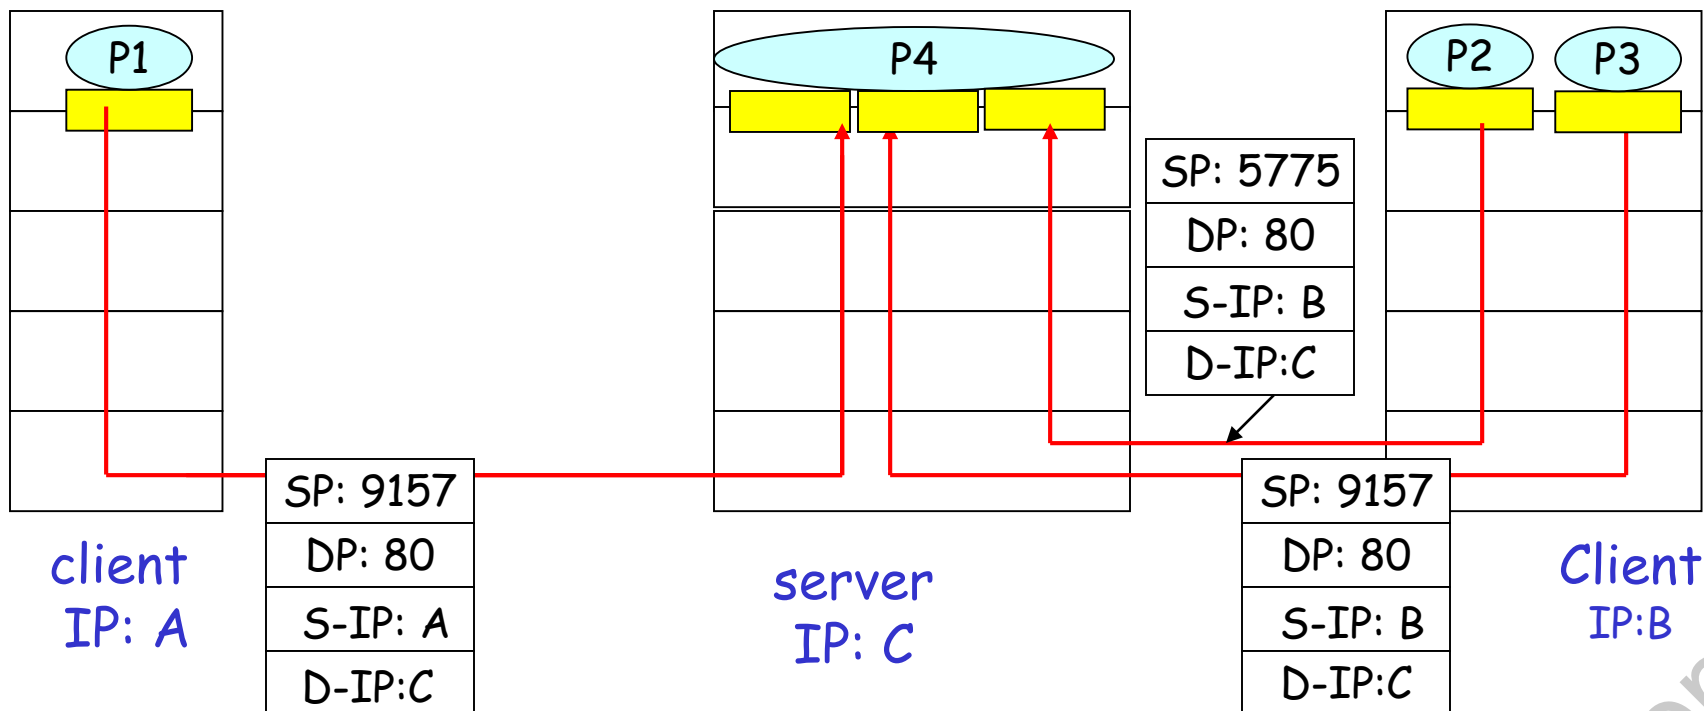 P1
P4
P2
P3
SP: 5775
DP: 80
S-IP: B
D-IP:C
SP: 9157
DP: 80
S-IP: A
D-IP:C
SP: 9157
DP: 80
S-IP: B
D-IP:C
client
IP: A
server
IP: C
Client
IP:B